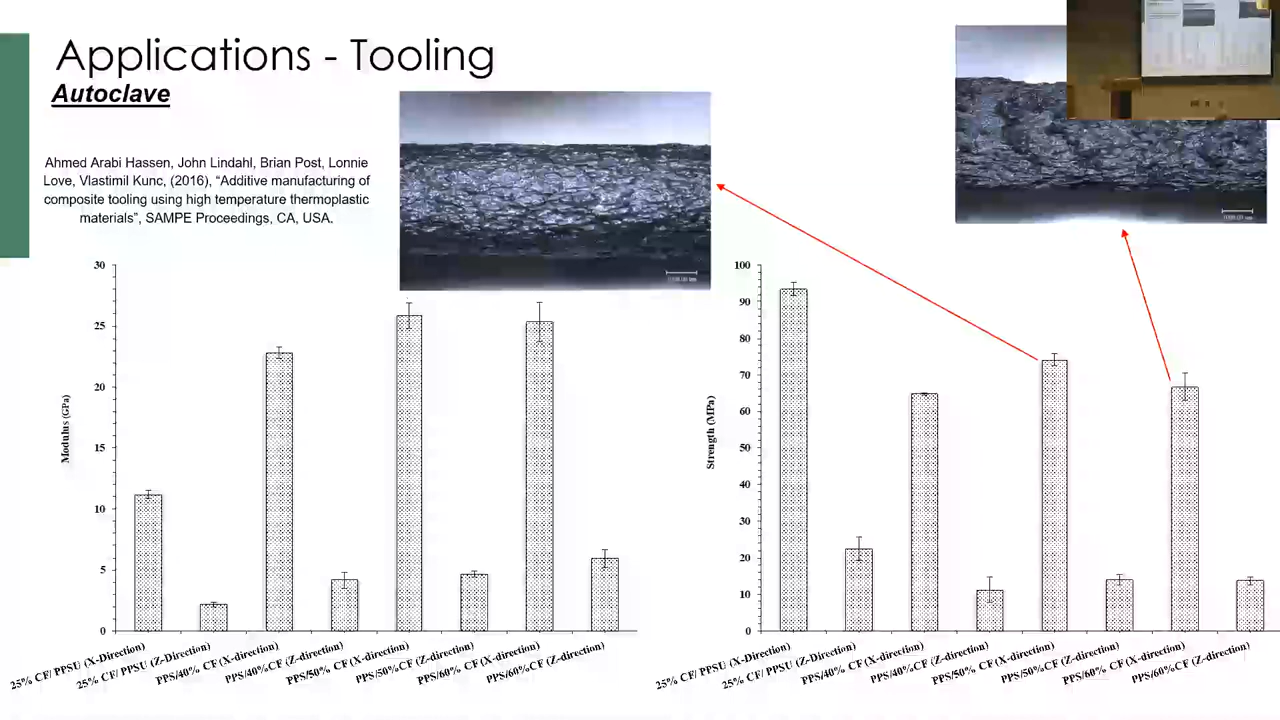 Applications - Tooling
Autoclave
Ahmed Arabi Hassen, John Lindahl, Brian Post, Lonnie
Love, Vlastimil Kunc, (2016), “Additive manufacturing of
composite tooling using high temperature thermoplastic
materials”, SAMPE Proceedings, CA, USA.
30
25
20
15
10
5
0
Modulus (GPa)
25% CF/ PPSU (X-Direction)
25% CF/ PPSU (Z-Direction)
PPS/40% CF (X-direction)
PPS/40%CF (Z-direction)
PPS/50% CF (X-direction)
PPS/50%CF (Z-direction)
PPS/60% CF (X-direction)
PPS/60%CF (Z-direction)
100
90
80
70
60
50
40
30
20
10
0
Strength (MPa)
25% CF/ PPSU (X-Direction)
25% CF/ PPSU (Z-Direction)
PPS/40% CF (X-direction)
PPS/40%CF (Z-direction)
PPS/50% CF (X-direction)
PPS/50%CF (Z-direction)
PPS/60% CF (X-direction)
PPS/60%CF (Z-direction)